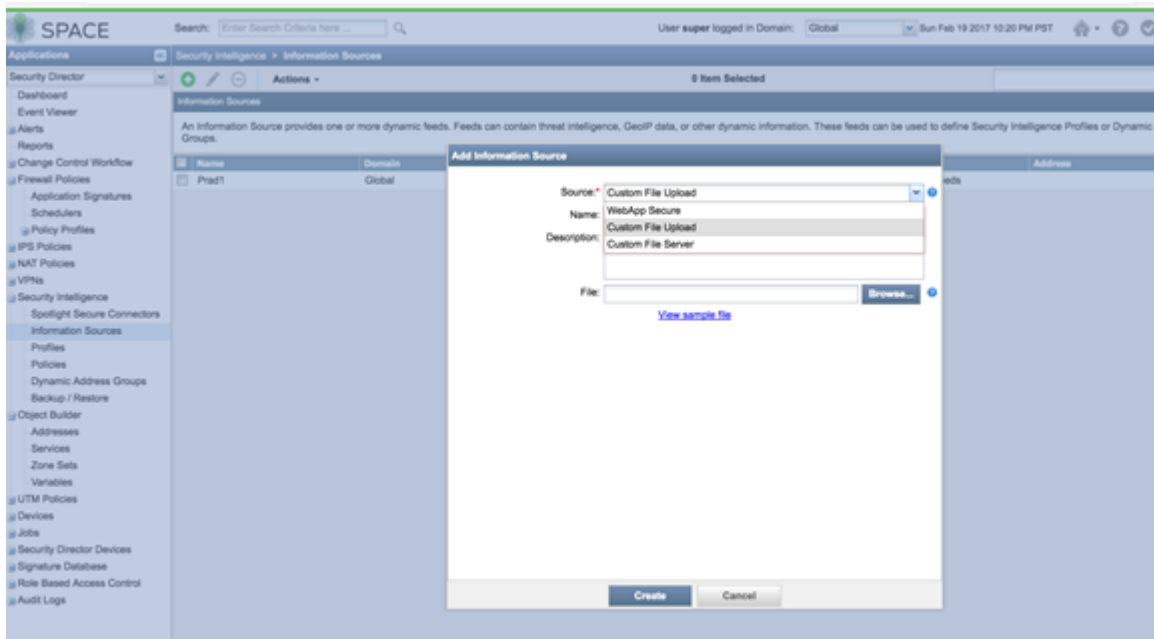 SPACE
Search: Enter Search Criteria here ...
User super logged in Domain: Global
Sun Feb 19 2017 10:20 PM PST
Applications
Security Director
Dashboard
Event Viewer
Alerts
Reports
Change Control Workflow
Firewall Policies
Application Signatures
Schedulers
Policy Profiles
IPS Policies
NAT Policies
VPNs
Security Intelligence
Spotlight Secure Connectors
Information Sources
Profiles
Policies
Dynamic Address Groups
Backup / Restore
Object Builder
Addresses
Services
Zone Sets
Variables
UTM Policies
Devices
Jobs
Security Director Devices
Signature Database
Role Based Access Control
Audit Logs
Security Intelligence > Information Sources
Actions
0 Item Selected
Information Sources
An Information Source provides one or more dynamic feeds. Feeds can contain threat intelligence, GeoIP data, or other dynamic information. These feeds can be used to define Security Intelligence Profiles or Dynamic
Groups.
Name Domain Address
Prad1 Global eds
Add Information Source
Source:* Custom File Upload
WebApp Secure
Name:
Custom File Upload
Description:
Custom File Server
File: Browse...
View sample file
Create Cancel